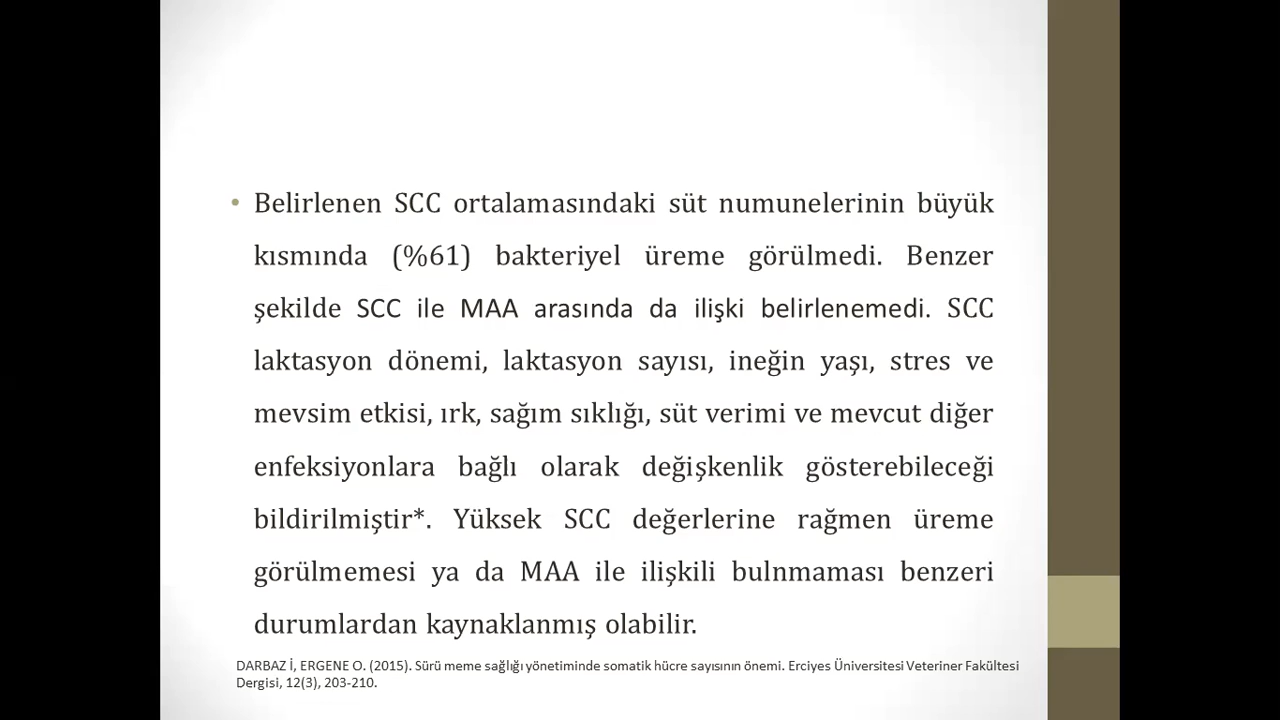 • Belirlenen SCC ortalamasındaki süt numunelerinin büyük
kısmında (%61) bakteriyel üreme görülmedi. Benzer
şekilde SCC ile MAA arasında da ilişki belirlenemedi. SCC
laktasyon dönemi, laktasyon sayısı, ineğin yaşı, stres ve
mevsim etkisi, ırk, sağım sıklığı, süt verimi ve mevcut diğer
enfeksiyonlara bağlı olarak değişkenlik gösterebileceği
bildirilmiştir*. Yüksek SCC değerlerine rağmen üreme
görülmemesi ya da MAA ile ilişkili bulnmaması benzeri
durumlardan kaynaklanmış olabilir.
DARBAZ İ, ERGENE O. (2015). Sürü meme sağlığı yönetiminde somatik hücre sayısının önemi. Erciyes Üniversitesi Veteriner Fakültesi
Dergisi, 12(3), 203-210.